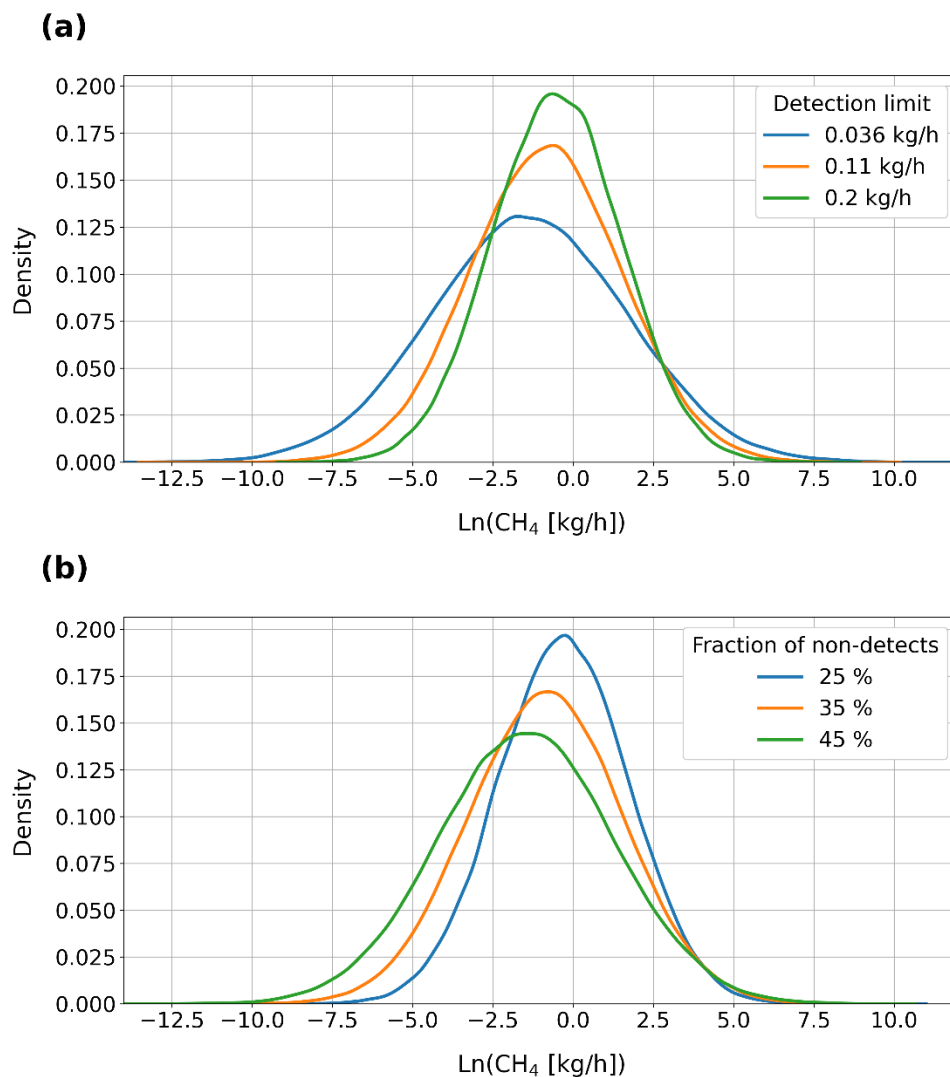 (a)
0.200
0.175
0.150
0.125
0.100
0.075
0.050
0.025
0.000
Density
Detection limit
0.036 kg/h
0.11 kg/h
0.2 kg/h
−12.5 −10.0 −7.5 −5.0 −2.5 0.0 2.5 5.0 7.5 10.0
Ln(CH₄ [kg/h])
(b)
0.200
0.175
0.150
0.125
0.100
0.075
0.050
0.025
0.000
Density
Fraction of non-detects
25 %
35 %
45 %
−12.5 −10.0 −7.5 −5.0 −2.5 0.0 2.5 5.0 7.5 10.0
Ln(CH₄ [kg/h])